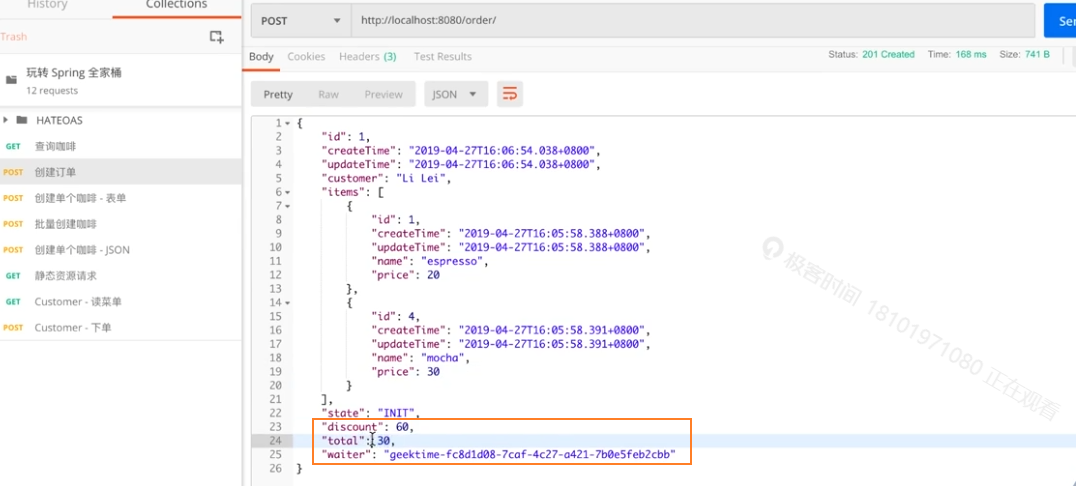 History Collections
Trash
玩转 Spring 全家桶
12 requests
HATEOAS
GET 查询咖啡
POST 创建订单
POST 创建单个咖啡 - 表单
POST 批量创建咖啡
POST 创建单个咖啡 - JSON
GET 静态资源请求
GET Customer - 读菜单
POST Customer - 下单
POST http://localhost:8080/order/
Body Cookies Headers (3) Test Results Status: 201 Created Time: 168 ms Size: 741 B
Pretty Raw Preview JSON
1 {
2 "id": 1,
3 "createTime": "2019-04-27T16:06:54.038+0800",
4 "updateTime": "2019-04-27T16:06:54.038+0800",
5 "customer": "Li Lei",
6 "items": [
7 {
8 "id": 1,
9 "createTime": "2019-04-27T16:05:58.388+0800",
10 "updateTime": "2019-04-27T16:05:58.388+0800",
11 "name": "espresso",
12 "price": 20
13 },
14 {
15 "id": 4,
16 "createTime": "2019-04-27T16:05:58.391+0800",
17 "updateTime": "2019-04-27T16:05:58.391+0800",
18 "name": "mocha",
19 "price": 30
20 }
21 ],
22 "state": "INIT",
23 "discount": 60,
24 "total": 30,
25 "waiter": "geektime-fc8d1d08-7caf-4c27-a421-7b0e5feb2cbb"
26 }
极客时间 18101971080 正在观看